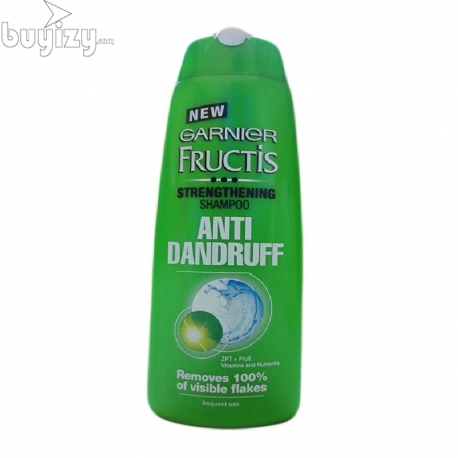 buyizy.com
NEW
GARNIER
FRUCTIS
STRENGTHENING
SHAMPOO
ANTI
DANDRUFF
ZPT + Fruit
Vitamins and Nutrients
Removes 100%
of visible flakes
frequent use